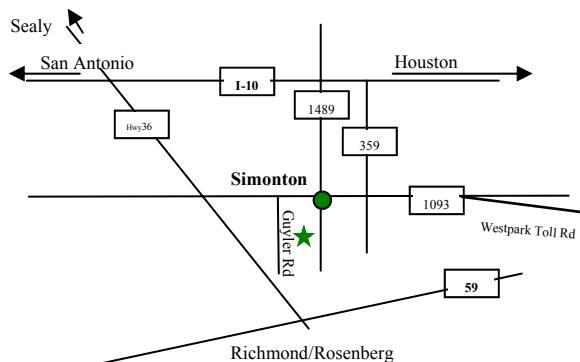 Sealy
San Antonio
Houston
I-10
1489
Hwy36
359
Simonton
1093
Guyler Rd
Westpark Toll Rd
59
Richmond/Rosenberg